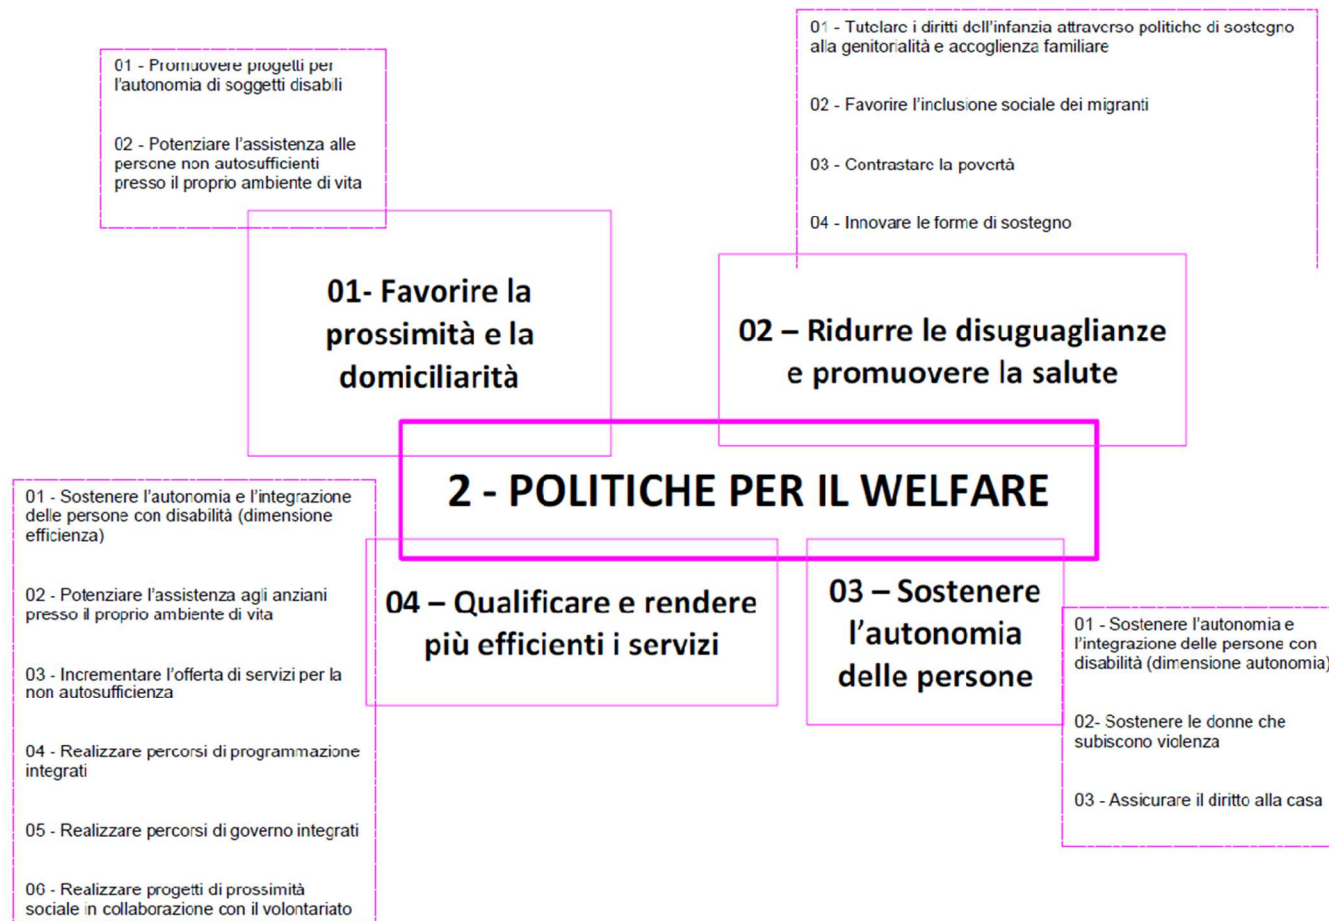 01 - Promuovere progetti per
l'autonomia di soggetti disabili
02 - Potenziare l'assistenza alle
persone non autosufficienti
presso il proprio ambiente di vita
01 - Tutelare i diritti dell'infanzia attraverso politiche di sostegno
alla genitorialità e accoglienza familiare
02 - Favorire l'inclusione sociale dei migranti
03 - Contrastare la povertà
04 - Innovare le forme di sostegno
01- Favorire la
prossimità e la
domiciliarità
02 – Ridurre le disuguaglianze
e promuovere la salute
2 - POLITICHE PER IL WELFARE
01 - Sostenere l'autonomia e l'integrazione
delle persone con disabilità (dimensione
efficienza)
02 - Potenziare l'assistenza agli anziani
presso il proprio ambiente di vita
03 - Incrementare l'offerta di servizi per la
non autosufficienza
04 - Realizzare percorsi di programmazione
integrati
05 - Realizzare percorsi di governo integrati
06 - Realizzare progetti di prossimità
sociale in collaborazione con il volontariato
04 – Qualificare e rendere
più efficienti i servizi
03 – Sostenere
l'autonomia
delle persone
01 - Sostenere l'autonomia e
l'integrazione delle persone con
disabilità (dimensione autonomia)
02- Sostenere le donne che
subiscono violenza
03 - Assicurare il diritto alla casa